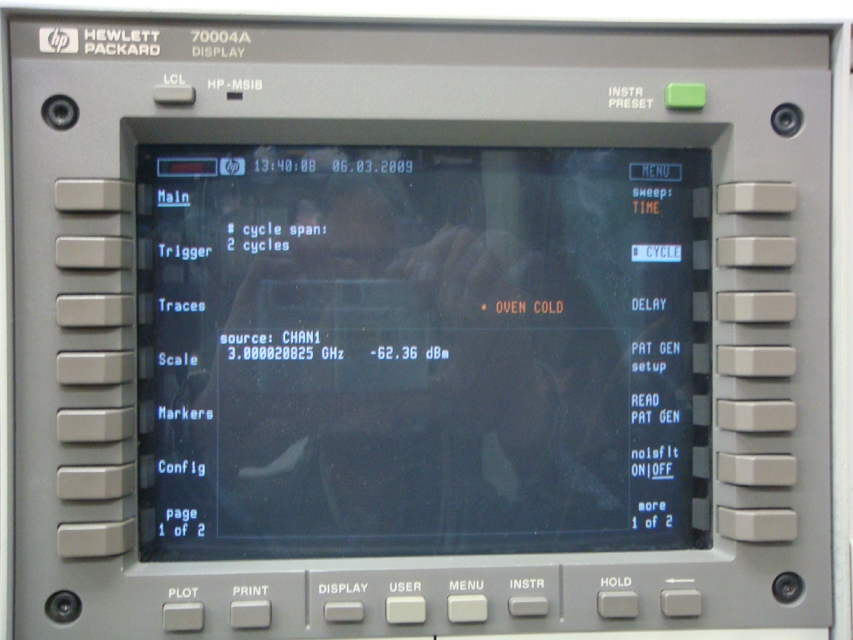 hp HEWLETT PACKARD
70004A DISPLAY
LCL
HP-MSIB
INSTR PRESET
hp 13:40:08 06.03.2009
MENU
Main
sweep:
TIME
# cycle span:
2 cycles
Trigger
# CYCLE
Traces
• OVEN COLD
DELAY
source: CHAN1
3.000020825 GHz -62.36 dBm
Scale
PAT GEN
setup
Markers
READ
PAT GEN
Config
noisflt
ON|OFF
page
1 of 2
more
1 of 2
PLOT
PRINT
DISPLAY
USER
MENU
INSTR
HOLD